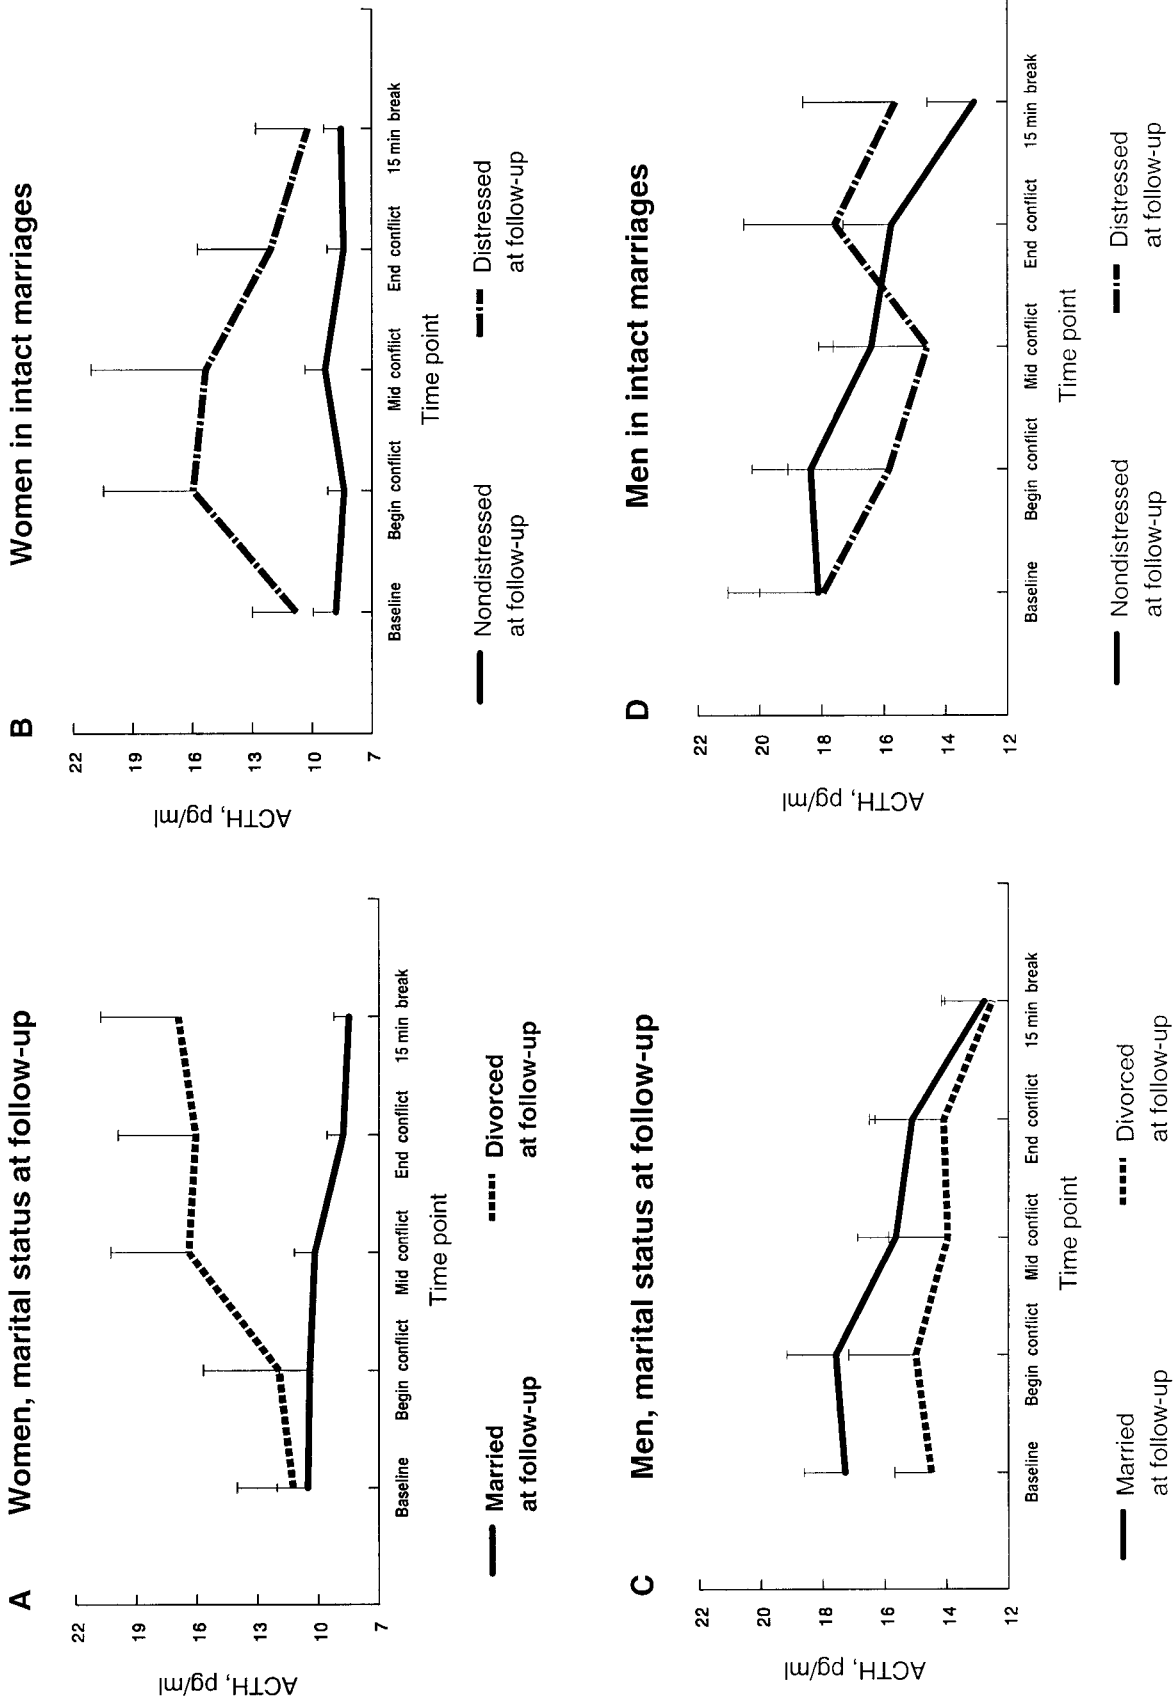 A Women, marital status at follow-up
ACTH, pg/ml
22
19
16
13
10
7
Baseline Begin conflict Mid conflict End conflict 15 min break
Time point
Married at follow-up
Divorced at follow-up
B Women in intact marriages
ACTH, pg/ml
22
19
16
13
10
7
Baseline Begin conflict Mid conflict End conflict 15 min break
Time point
Nondistressed at follow-up
Distressed at follow-up
C Men, marital status at follow-up
ACTH, pg/ml
22
20
18
16
14
12
Baseline Begin conflict Mid conflict End conflict 15 min break
Time point
Married at follow-up
Divorced at follow-up
D Men in intact marriages
ACTH, pg/ml
22
20
18
16
14
12
Baseline Begin conflict Mid conflict End conflict 15 min break
Time point
Nondistressed at follow-up
Distressed at follow-up